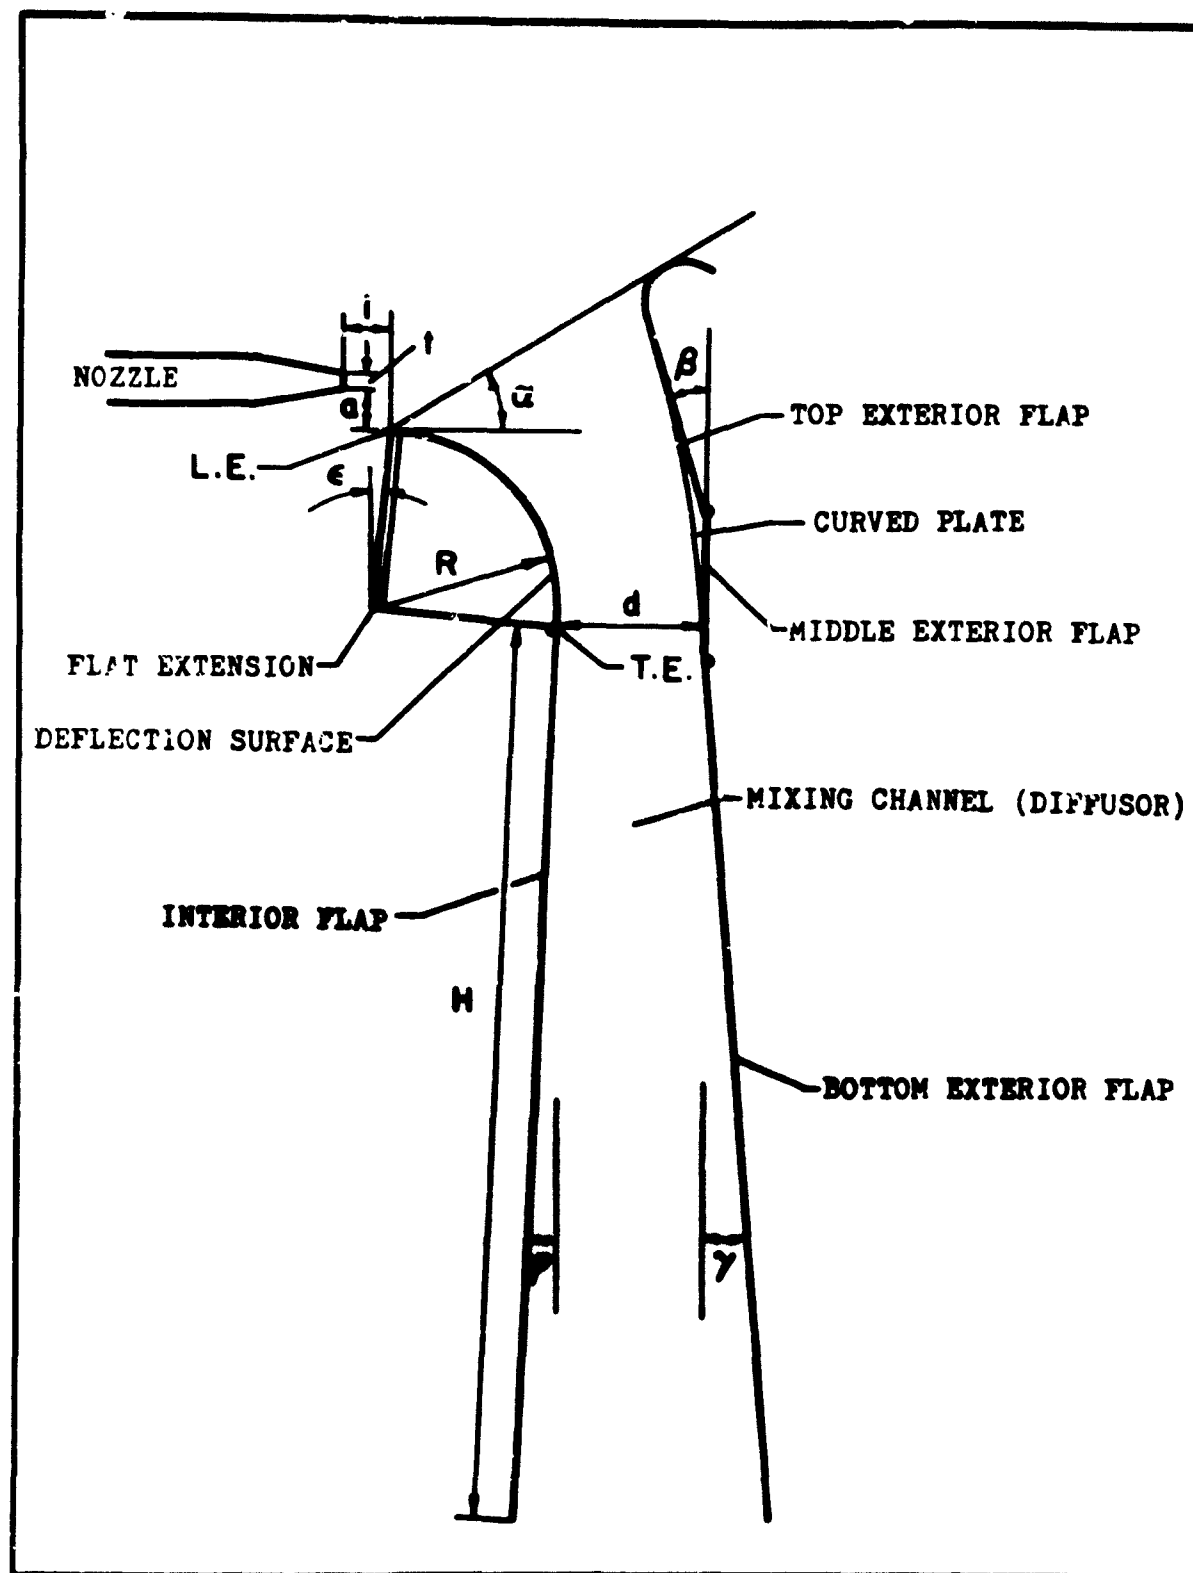 i
t
NOZZLE
a
α̃
β
TOP EXTERIOR FLAP
L.E.
ϵ
CURVED PLATE
R
d
MIDDLE EXTERIOR FLAP
FLAT EXTENSION
T.E.
DEFLECTION SURFACE
MIXING CHANNEL (DIFFUSOR)
INTERIOR FLAP
H
BOTTOM EXTERIOR FLAP
γ